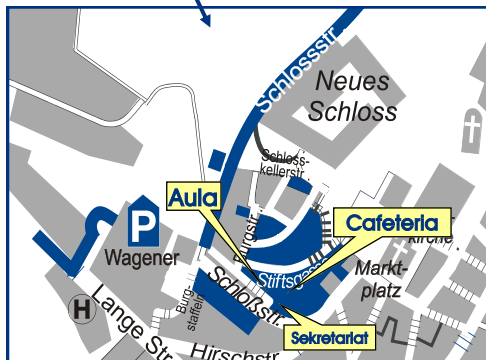 Schlossstr.
Neues
Schloss
Schloss-
kellerstr.
Aula
Burgstr.
Cafeteria
kirche
P
Wagener
Stiftsgasse
Markt-
platz
Schloßstr.
Burg-
staffeln
H
Lange Str.
Sekretariat
Hirschstr.